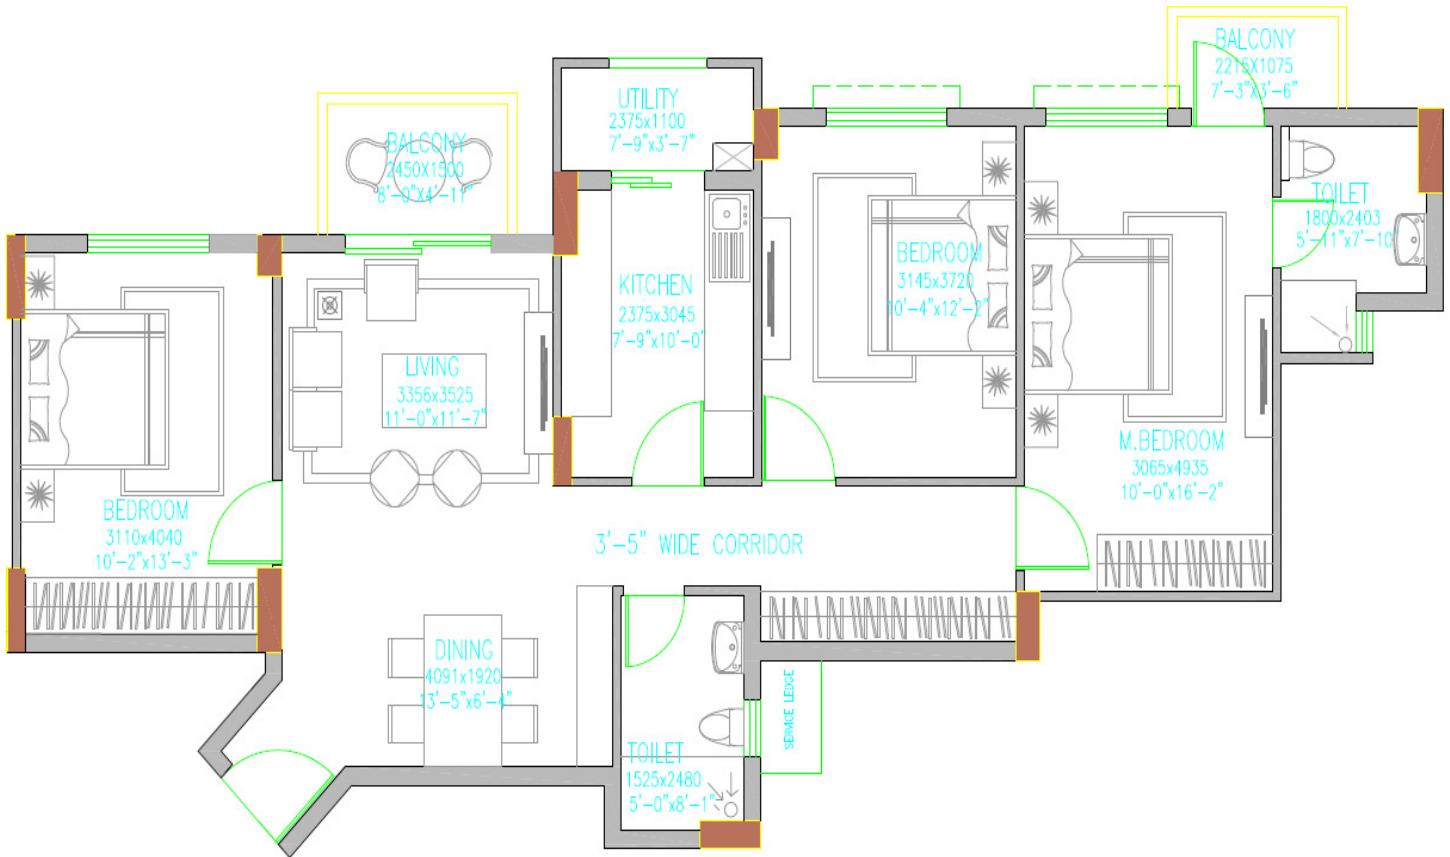 BALCONY
2215X1075
7'-3"X3'-6"
UTILITY
2375x1100
7'-9"x3'-7"
BALCONY
2450X1500
8'-0"X4'-11"
TOILET
1800x2403
5'-11"x7'-10
BEDROOM
3145x3720
10'-4"x12'-2"
KITCHEN
2375x3045
7'-9"x10'-0"
LIVING
3356x3525
11'-0"x11'-7"
M.BEDROOM
3065x4935
10'-0"x16'-2"
BEDROOM
3110x4040
10'-2"x13'-3"
3'-5" WIDE CORRIDOR
DINING
4091x1920
13'-5"x6'-4"
SERVICE LEDGE
TOILET
1525x2480
5'-0"x8'-1"